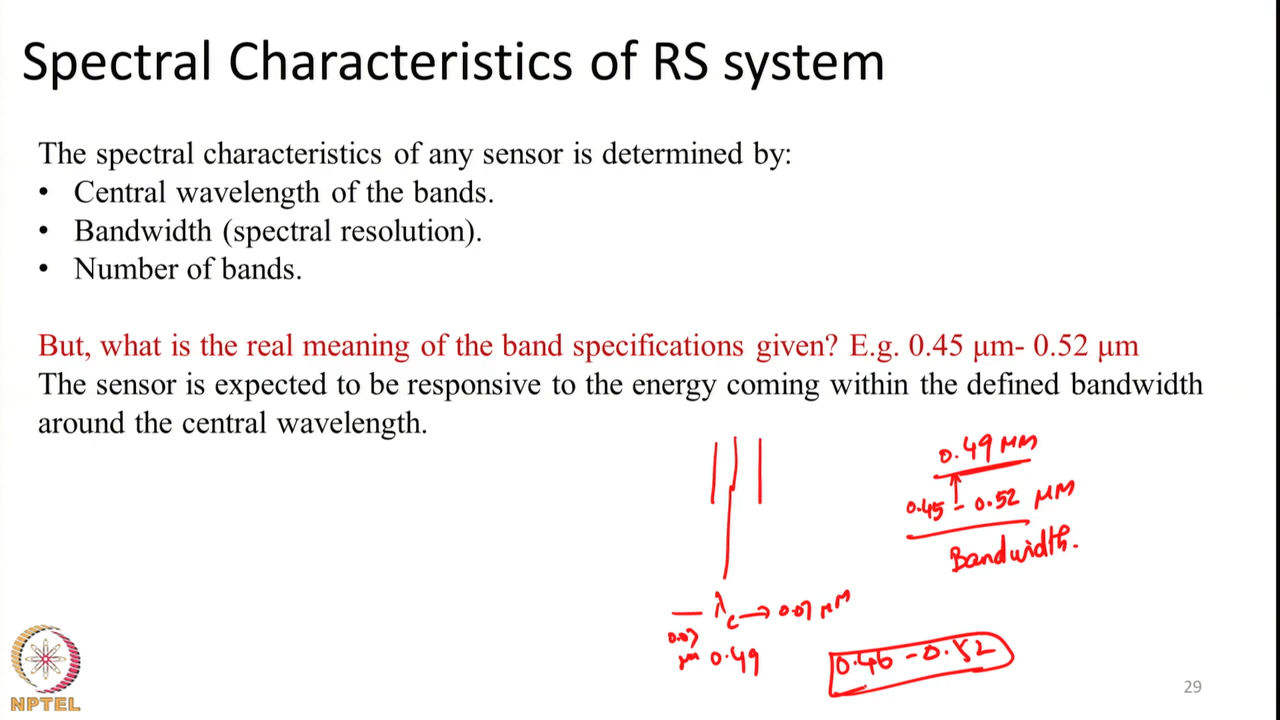 Spectral Characteristics of RS system
The spectral characteristics of any sensor is determined by:
• Central wavelength of the bands.
• Bandwidth (spectral resolution).
• Number of bands.
But, what is the real meaning of the band specifications given? E.g. 0.45 μm- 0.52 μm
The sensor is expected to be responsive to the energy coming within the defined bandwidth
around the central wavelength.
0.49 μm
0.45 - 0.52 μm
Bandwidth.
λc → 0.07 μm
μm 0.49
0.46 - 0.52
NPTEL
29